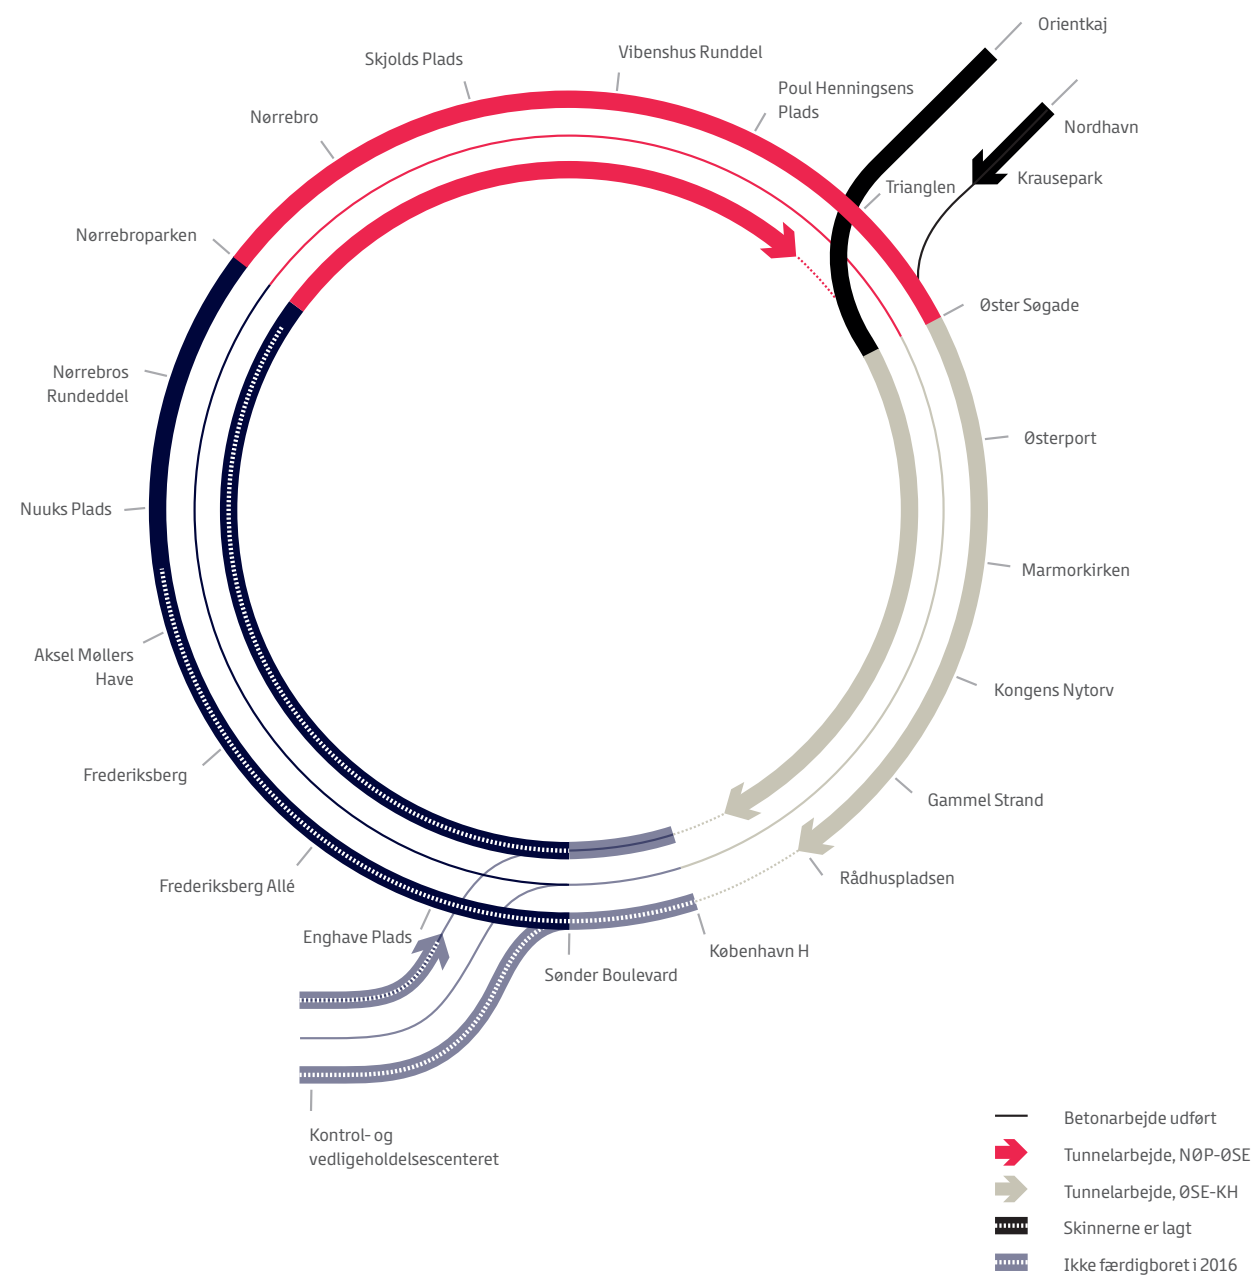 Orientkaj
Vibenshus Runddel
Skjolds Plads
Poul Henningsens
Plads
Nørrebro
Nordhavn
Krausepark
Trianglen
Nørrebroparken
Øster Søgade
Nørrebros
Rundeddel
Østerport
Nuuks Plads
Marmorkirken
Aksel Møllers
Have
Kongens Nytorv
Frederiksberg
Gammel Strand
Rådhuspladsen
Frederiksberg Allé
Enghave Plads
København H
Sønder Boulevard
Kontrol- og
vedligeholdelsescenteret
Betonarbejde udført
Tunnelarbejde, NØP-ØSE
Tunnelarbejde, ØSE-KH
Skinnerne er lagt
Ikke færdigboret i 2016